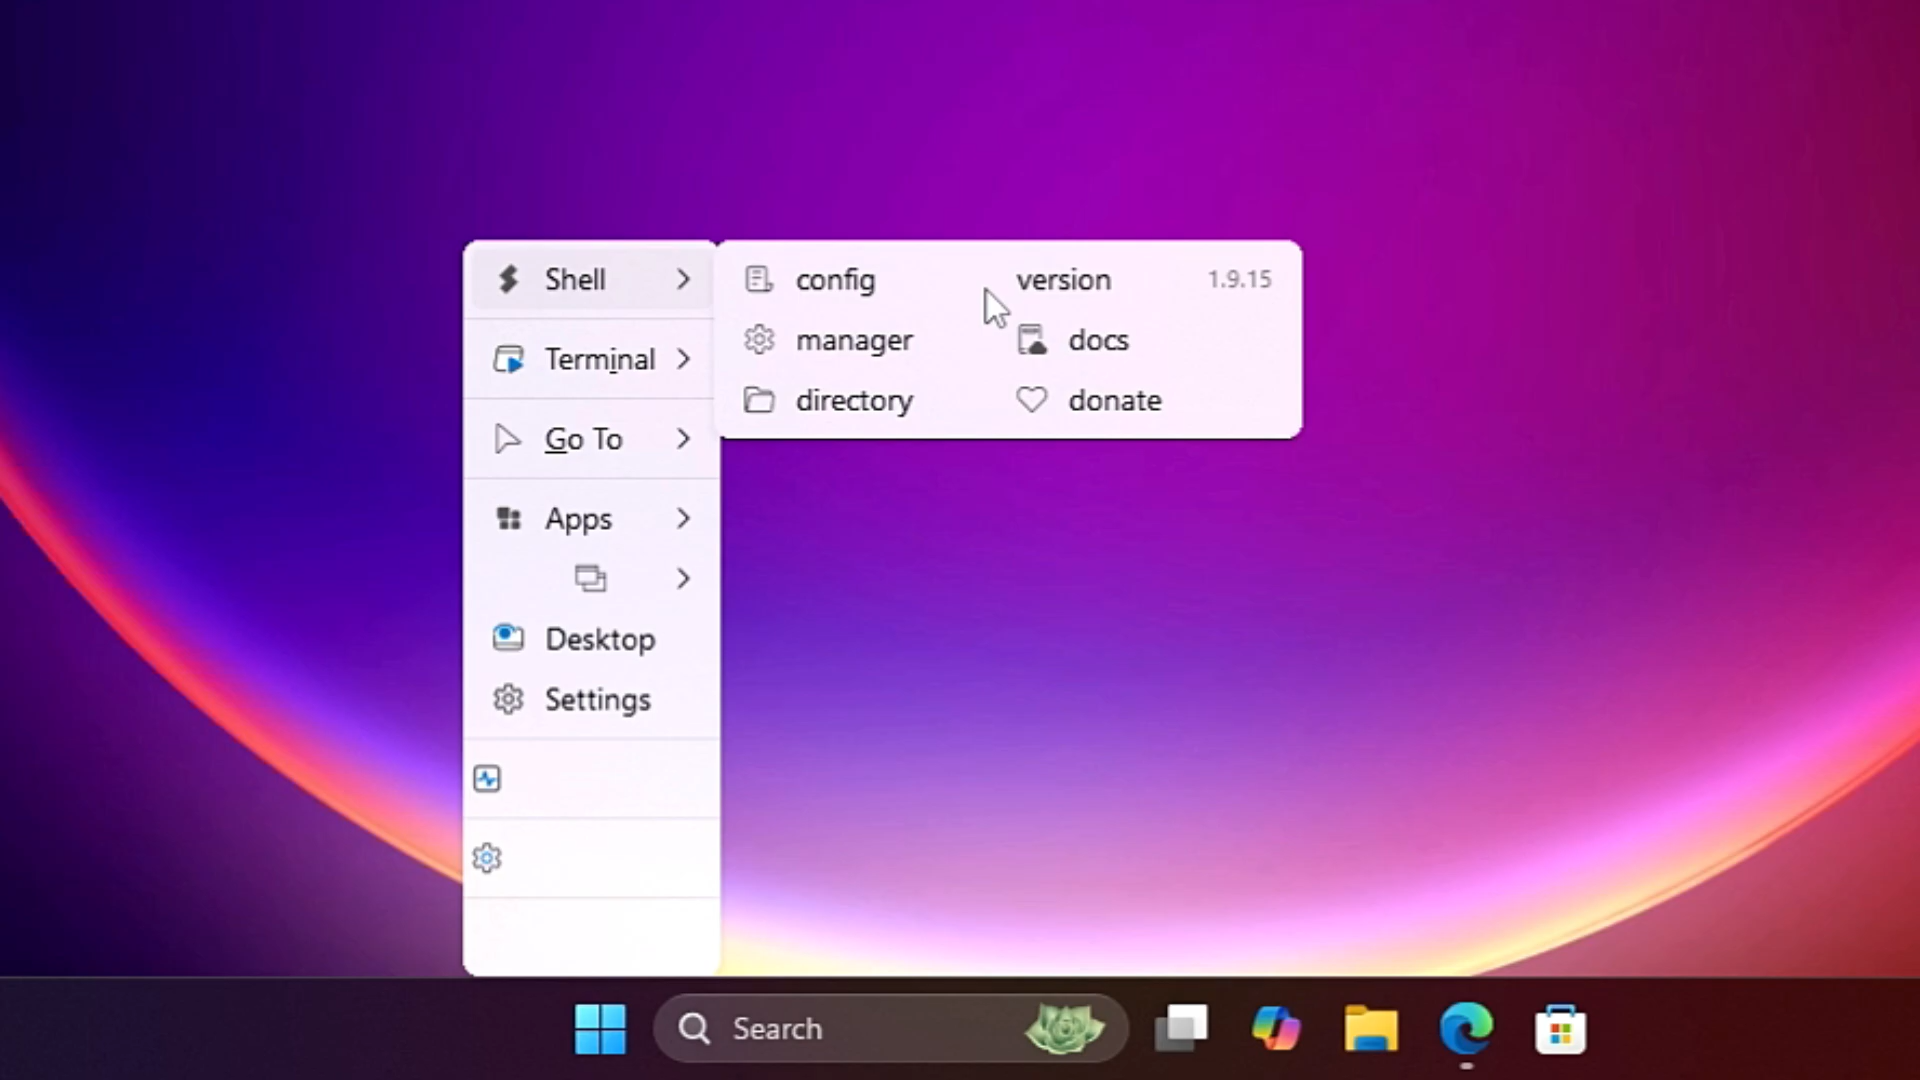 Shell
Terminal
Go To
Apps
Desktop
Settings
config
manager
directory
version 1.9.15
docs
donate
Search